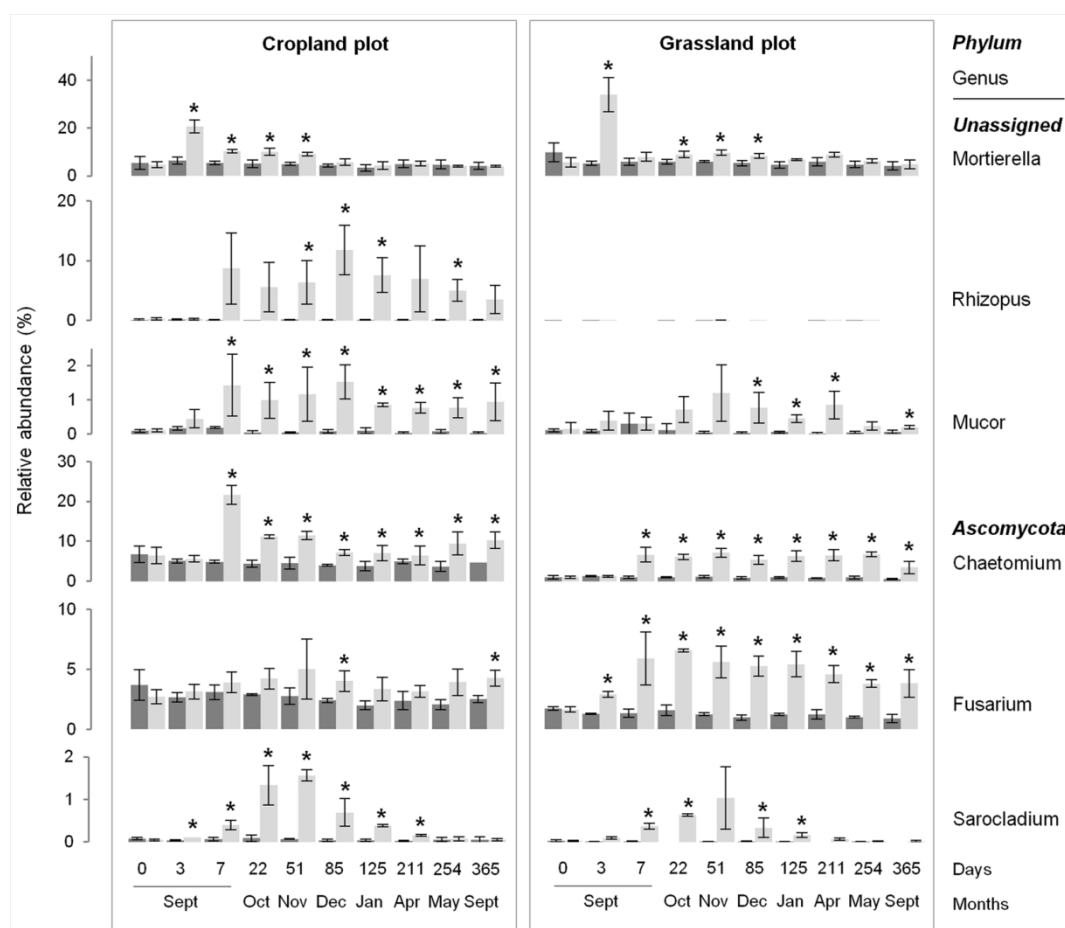 Cropland plot Grassland plot Phylum
Genus
40
20
0
* * * * * * * *
Unassigned
Mortierella
20
10
0
* * * *
Rhizopus
2
1
0
* * * * * * * * * * * *
Mucor
30
20
10
0
* * * * * * * * * * * * * * * *
Ascomycota
Chaetomium
10
5
0
* * * * * * * * * * *
Fusarium
2
1
0
* * * * * * * * * * *
Sarocladium
Relative abundance (%)
0 3 7 22 51 85 125 211 254 365 0 3 7 22 51 85 125 211 254 365 Days
Sept Oct Nov Dec Jan Apr May Sept Sept Oct Nov Dec Jan Apr May Sept Months